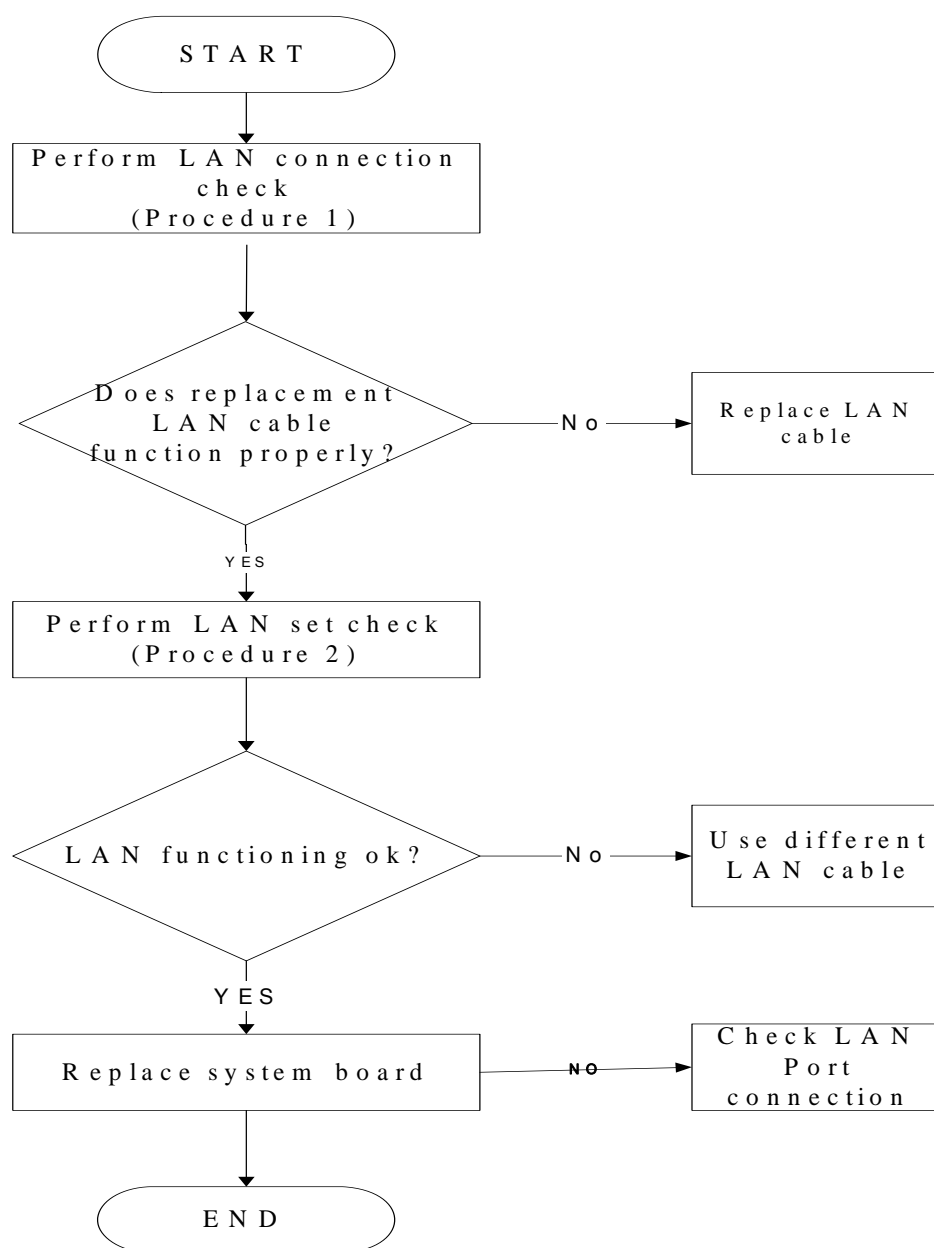 START
Perform LAN connection
check
(Procedure 1)
Does replacement
LAN cable
function properly?
No
Replace LAN
cable
YES
Perform LAN set check
(Procedure 2)
LAN functioning ok?
No
Use different
LAN cable
YES
Replace system board
NO
Check LAN
Port
connection
END